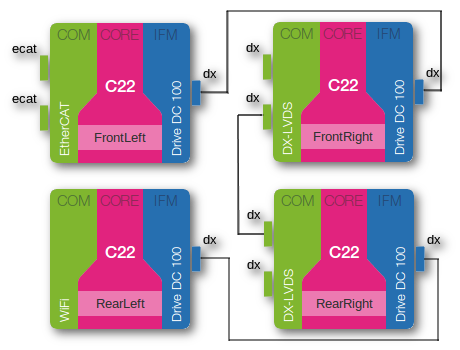 COM CORE IFM
ecat
ecat
EtherCAT
C22
FrontLeft
Drive DC 100
dx
COM CORE IFM
dx
dx
DX-LVDS
C22
FrontRight
Drive DC 100
dx
COM CORE IFM
WiFi
C22
RearLeft
Drive DC 100
dx
COM CORE IFM
dx
dx
DX-LVDS
C22
RearRight
Drive DC 100
dx